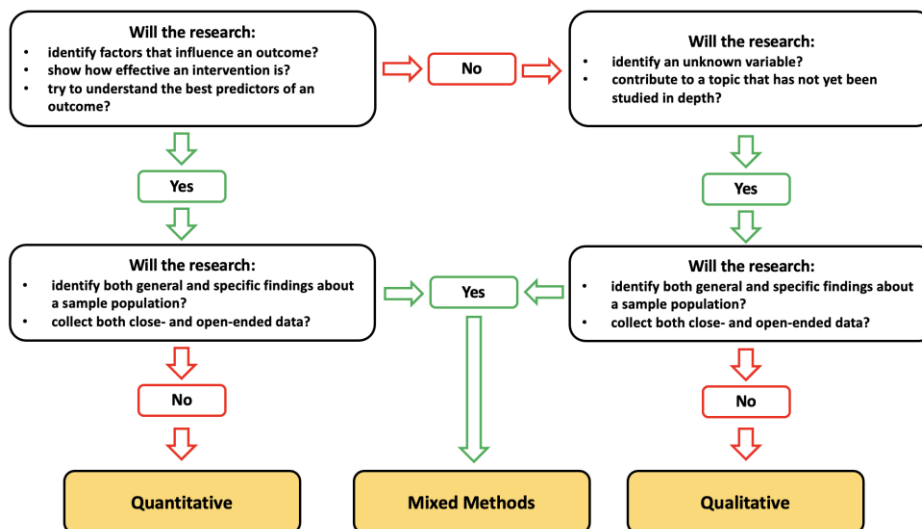 Will the research:
• identify factors that influence an outcome?
• show how effective an intervention is?
• try to understand the best predictors of an
outcome?
No
Will the research:
• identify an unknown variable?
• contribute to a topic that has not yet been
studied in depth?
Yes
Yes
Will the research:
• identify both general and specific findings about
a sample population?
• collect both close- and open-ended data?
Yes
Will the research:
• identify both general and specific findings about
a sample population?
• collect both close- and open-ended data?
No
No
Quantitative
Mixed Methods
Qualitative